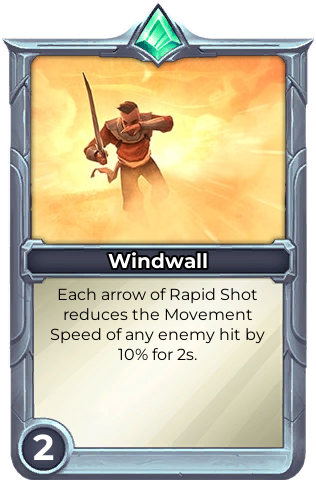 Windwall
Each arrow of Rapid Shot
reduces the Movement
Speed of any enemy hit by
10% for 2s.
2